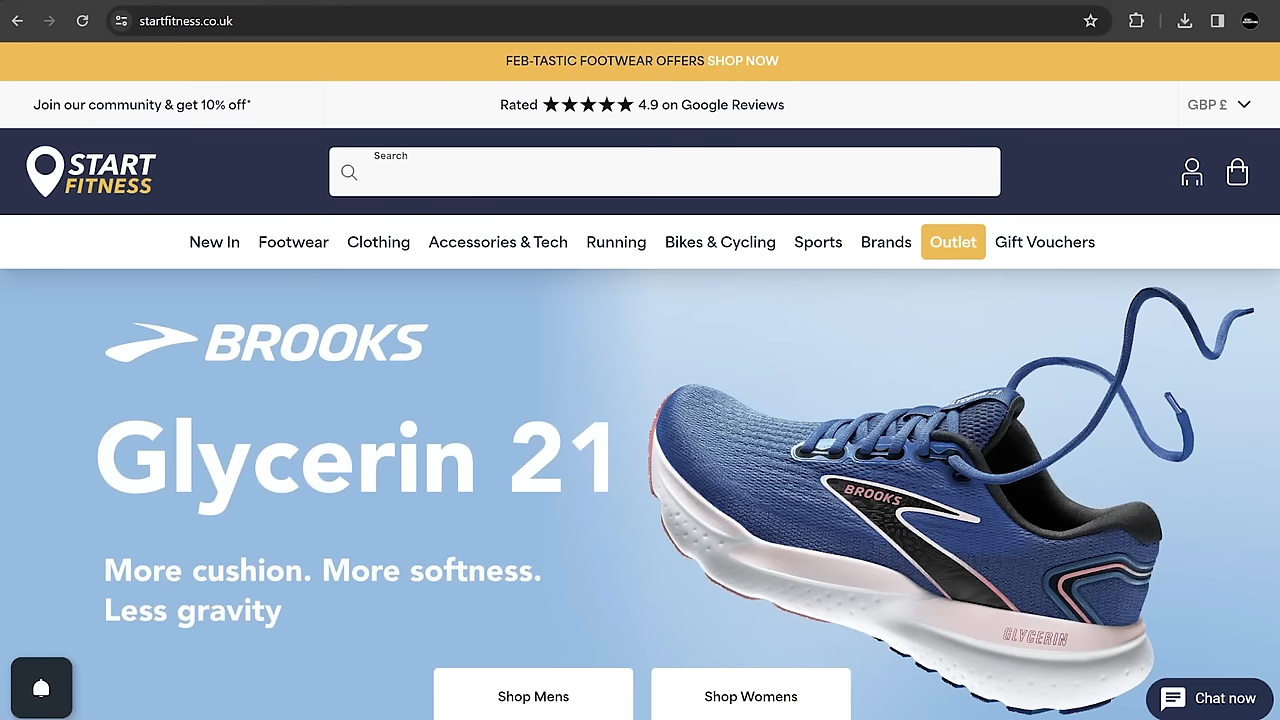 startfitness.co.uk
FEB-TASTIC FOOTWEAR OFFERS SHOP NOW
Join our community & get 10% off*
Rated ★★★★★ 4.9 on Google Reviews
GBP £
START
FITNESS
Search
New In Footwear Clothing Accessories & Tech Running Bikes & Cycling Sports Brands Outlet Gift Vouchers
BROOKS
Glycerin 21
BROOKS
More cushion. More softness.
Less gravity
GLYCERIN
Shop Mens
Shop Womens
Chat now